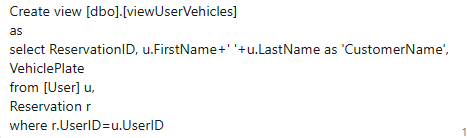 Create view [dbo].[viewUserVehicles]
as
select ReservationID, u.FirstName+' '+u.LastName as 'CustomerName',
VehiclePlate
from [User] u,
Reservation r
where r.UserID=u.UserID
1